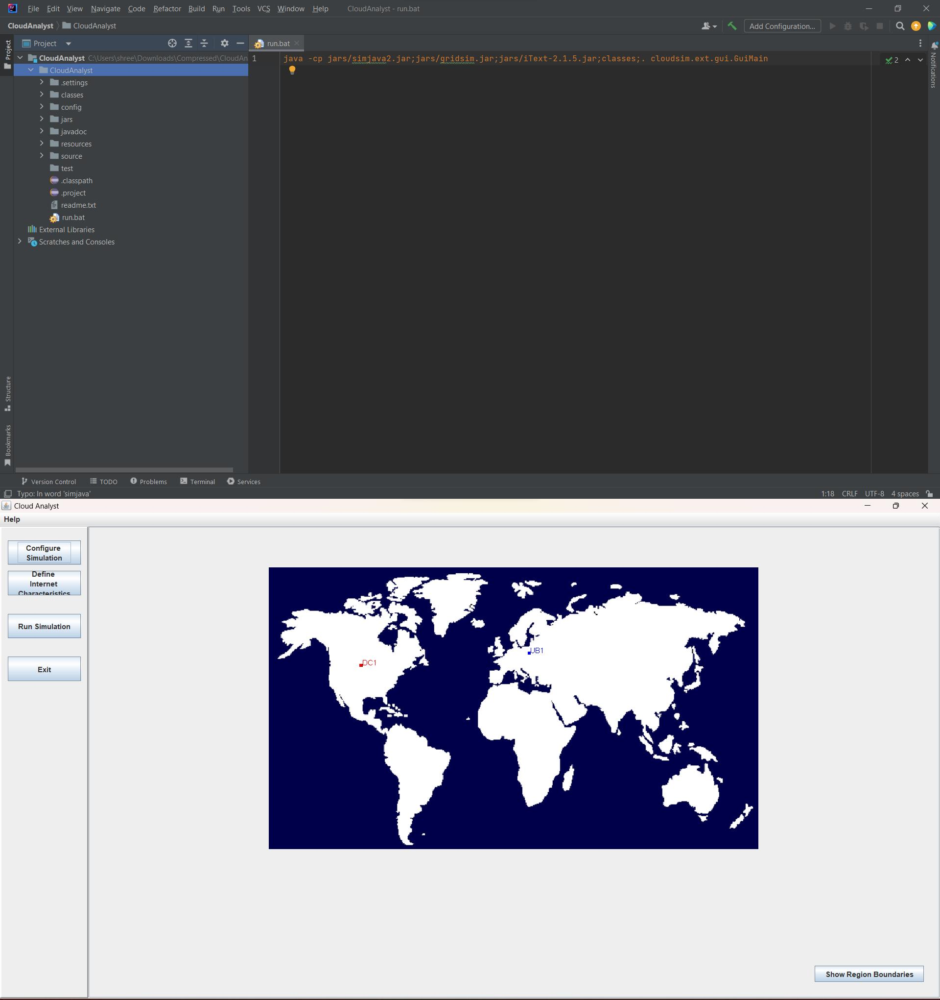 File Edit View Navigate Code Refactor Build Run Tools VCS Window Help CloudAnalyst - run.bat
CloudAnalyst CloudAnalyst Add Configuration...
Project Project run.bat Notifications
CloudAnalyst C:\Users\shree\Downloads\Compressed\CloudAn
1 java -cp jars/simjava2.jar;jars/gridsim.jar;jars/iText-2.1.5.jar;classes;. cloudsim.ext.gui.GuiMain 2
CloudAnalyst
.settings
classes
config
jars
javadoc
resources
source
test
.classpath
.project
readme.txt
run.bat
External Libraries
Scratches and Consoles
Structure
Bookmarks
Version Control TODO Problems Terminal Services
Typo: In word 'simjava' 1:18 CRLF UTF-8 4 spaces
Cloud Analyst
Help
Configure
Simulation
Define
Internet
Characteristics
Run Simulation
Exit
UB1
DC1
Show Region Boundaries